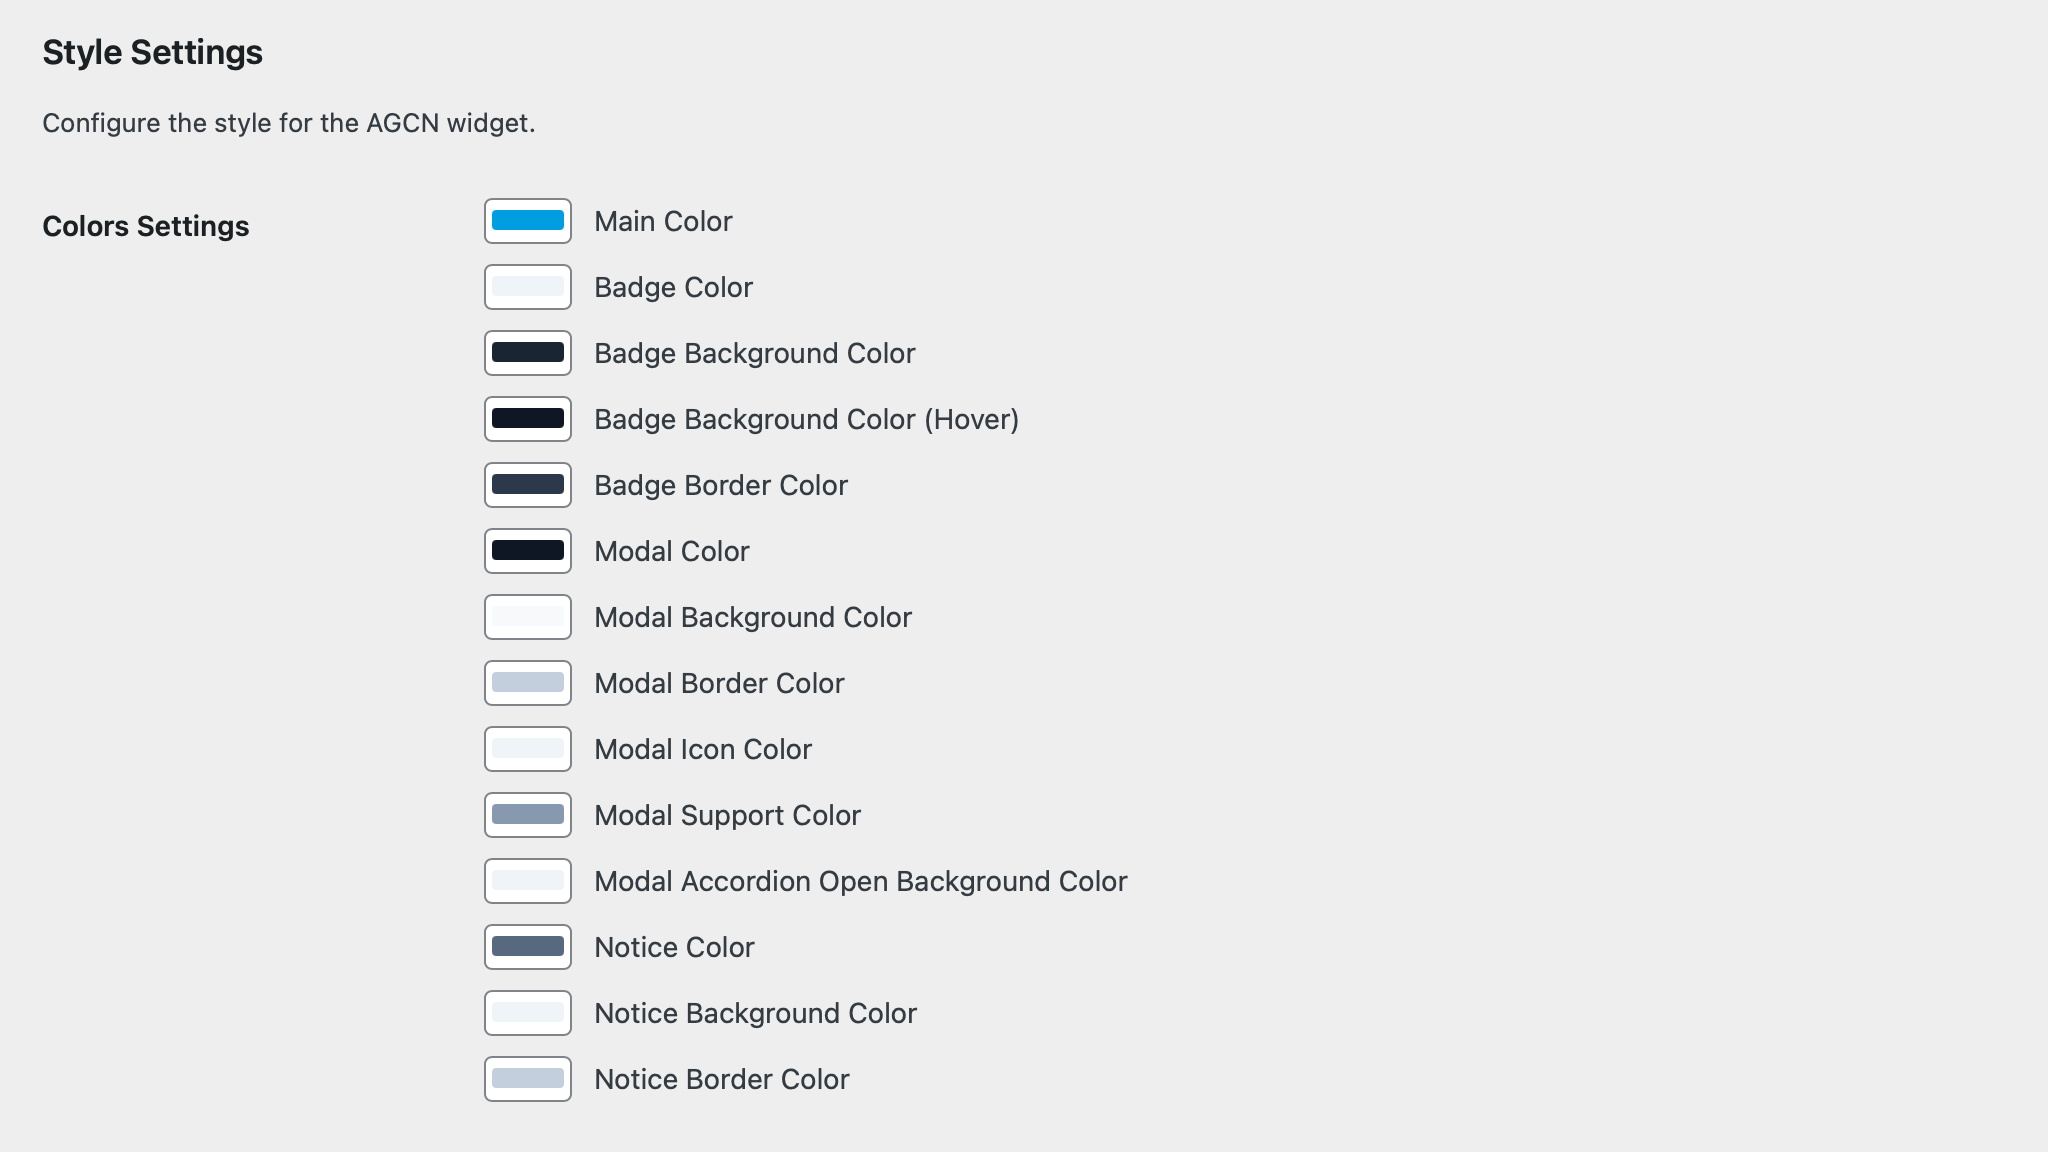 Style Settings
Configure the style for the AGCN widget.
Colors Settings
Main Color
Badge Color
Badge Background Color
Badge Background Color (Hover)
Badge Border Color
Modal Color
Modal Background Color
Modal Border Color
Modal Icon Color
Modal Support Color
Modal Accordion Open Background Color
Notice Color
Notice Background Color
Notice Border Color